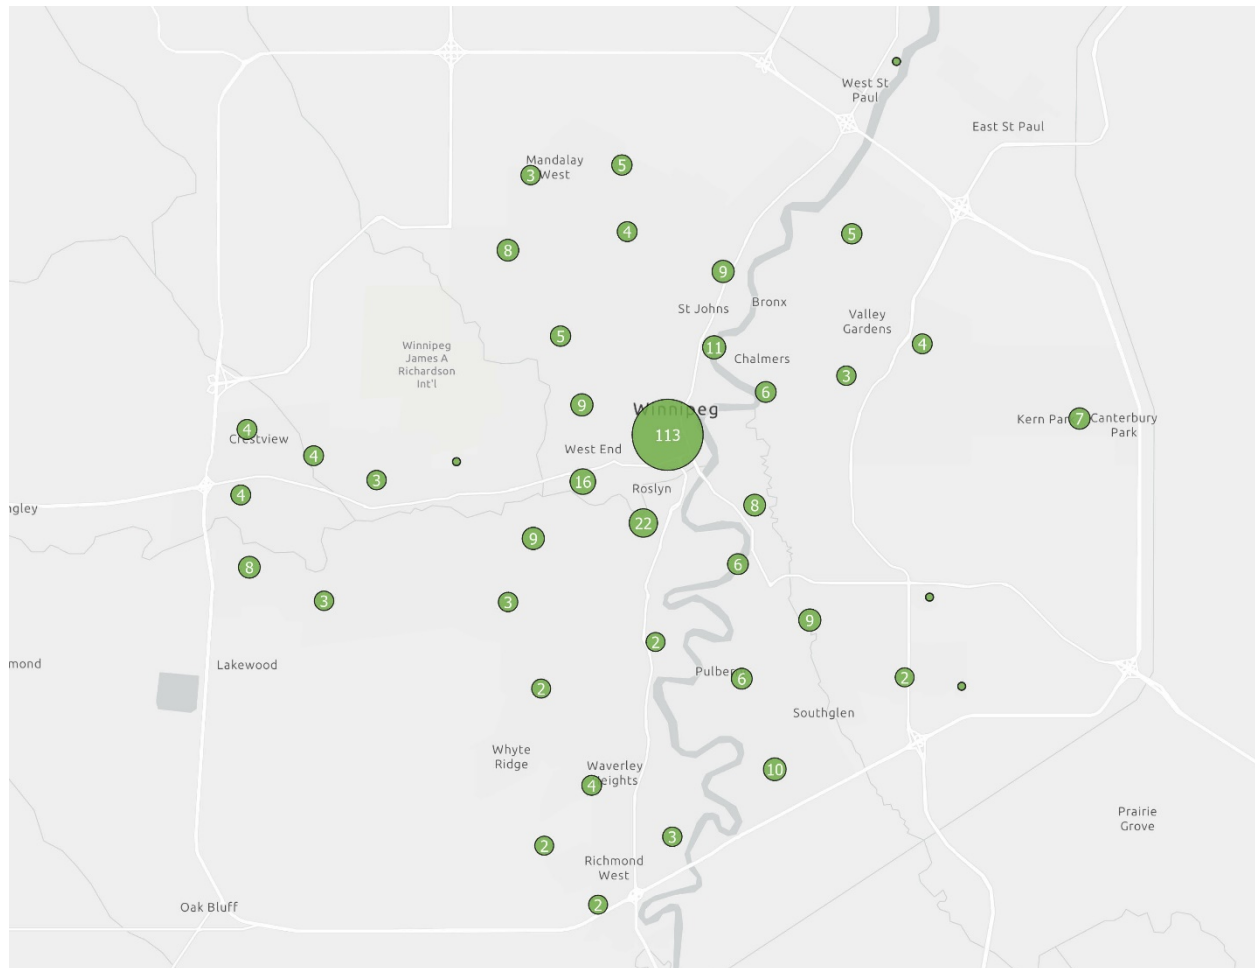 West St
Paul
East St Paul
Mandalay
West
3
5
4
5
8
9
Bronx
St Johns
Valley
Gardens
5
4
Winnipeg
James A
Richardson
Int'l
11
Chalmers
3
6
9
Winnipeg
Kern Par
7
Canterbury
Park
4
Crestview
113
West End
4
3
16
Roslyn
4
ngley
8
22
9
6
8
3
3
9
2
mond
Lakewood
Pulber
6
2
2
Southglen
Whyte
Ridge
Waverley
Heights
4
10
Prairie
Grove
3
2
Richmond
West
2
Oak Bluff